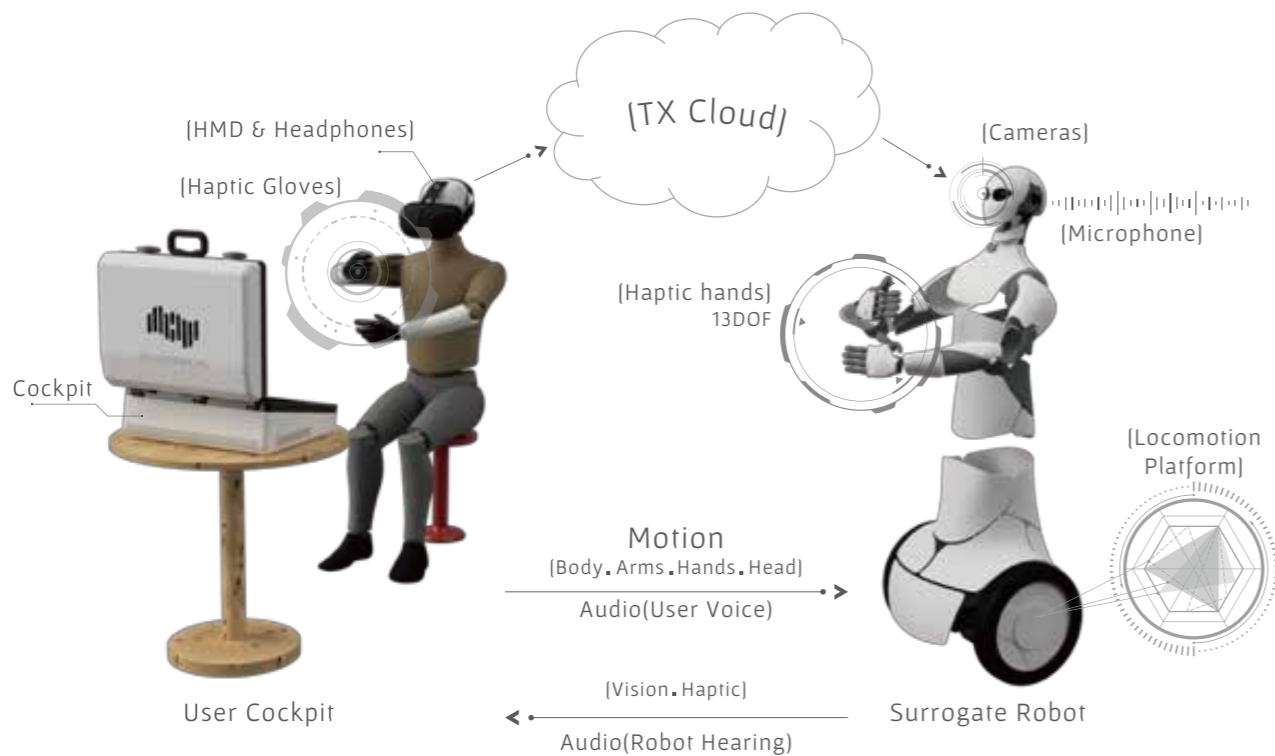 (TX Cloud)
(HMD & Headphones)
(Haptic Gloves)
(Cameras)
(Microphone)
(Haptic hands)
13DOF
Cockpit
(Locomotion
Platform)
Motion
(Body.Arms.Hands.Head)
Audio(User Voice)
(Vision.Haptic)
Audio(Robot Hearing)
User Cockpit
Surrogate Robot